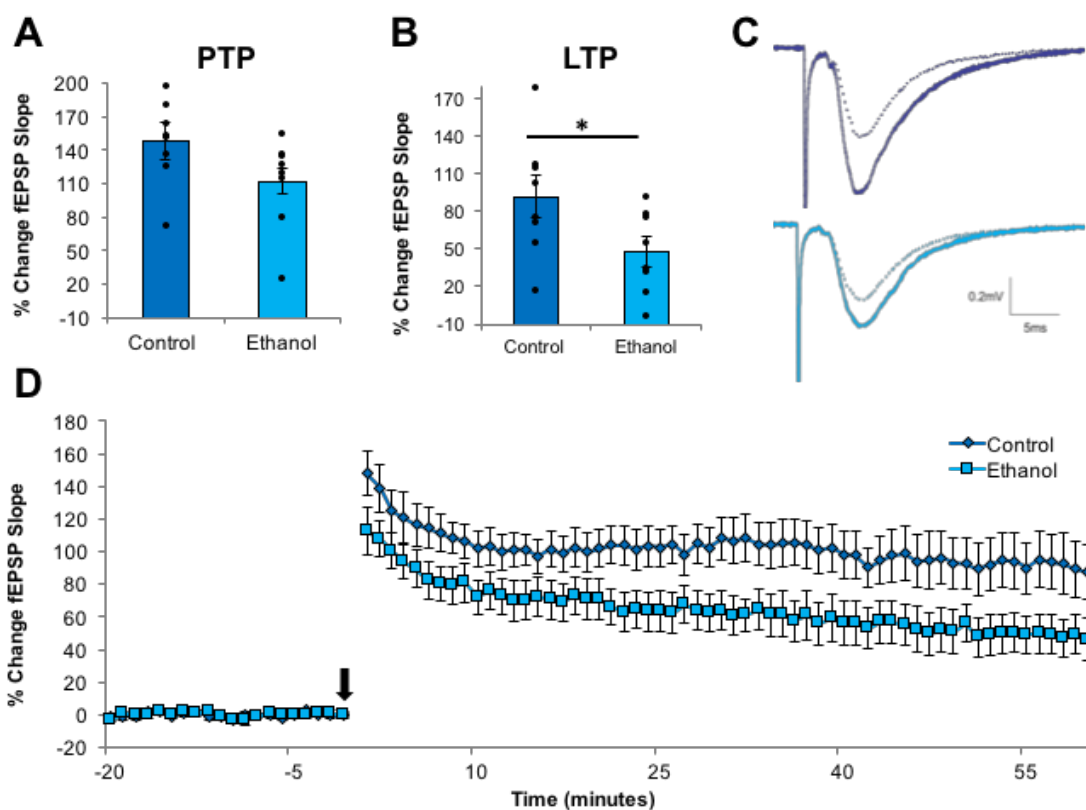 A
PTP
% Change fEPSP Slope
200
170
140
110
80
50
20
-10
Control
Ethanol
B
LTP
*
% Change fEPSP Slope
170
140
110
80
50
20
-10
Control
Ethanol
C
0.2mV
5ms
D
% Change fEPSP Slope
180
160
140
120
100
80
60
40
20
0
-20
Control
Ethanol
-20
-5
10
25
40
55
Time (minutes)